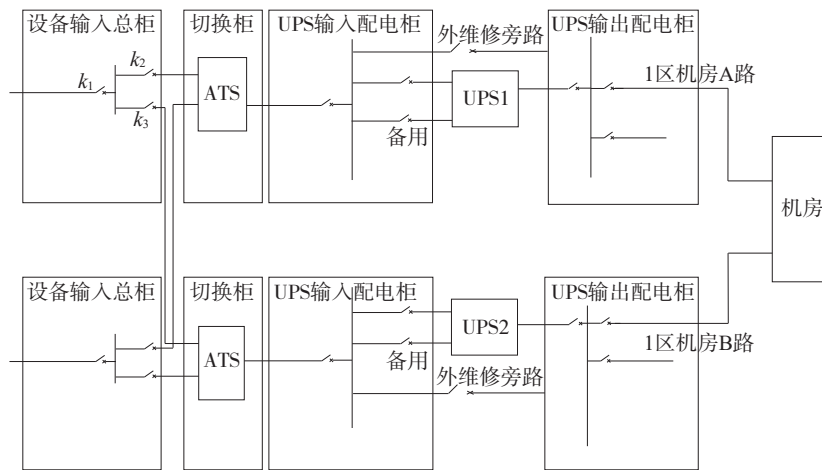 设备输入总柜
切换柜
UPS输入配电柜
外维修旁路
UPS输出配电柜
k₁
k₂
k₃
ATS
UPS1
备用
1区机房A路
机房
设备输入总柜
切换柜
UPS输入配电柜
UPS输出配电柜
ATS
UPS2
备用
外维修旁路
1区机房B路